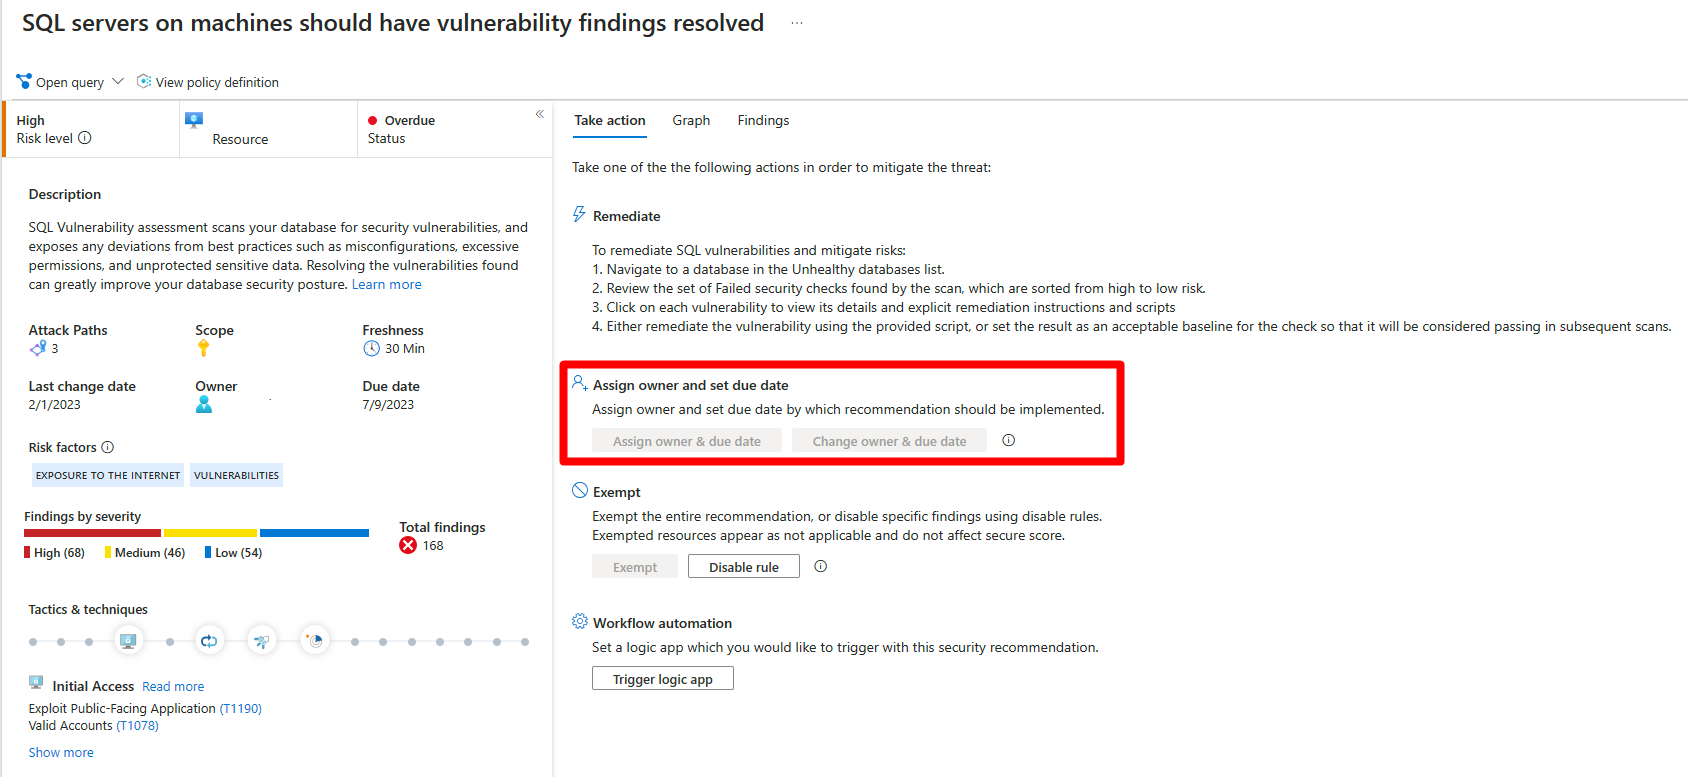 SQL servers on machines should have vulnerability findings resolved ...
Open query View policy definition
High
Risk level
Resource
Overdue
Status
«
Description
SQL Vulnerability assessment scans your database for security vulnerabilities, and
exposes any deviations from best practices such as misconfigurations, excessive
permissions, and unprotected sensitive data. Resolving the vulnerabilities found
can greatly improve your database security posture. Learn more
Attack Paths
3
Scope
Freshness
30 Min
Last change date
2/1/2023
Owner
Due date
7/9/2023
Risk factors
EXPOSURE TO THE INTERNET VULNERABILITIES
Findings by severity
High (68) Medium (46) Low (54)
Total findings
168
Tactics & techniques
Initial Access Read more
Exploit Public-Facing Application (T1190)
Valid Accounts (T1078)
Show more
Take action Graph Findings
Take one of the the following actions in order to mitigate the threat:
Remediate
To remediate SQL vulnerabilities and mitigate risks:
1. Navigate to a database in the Unhealthy databases list.
2. Review the set of Failed security checks found by the scan, which are sorted from high to low risk.
3. Click on each vulnerability to view its details and explicit remediation instructions and scripts
4. Either remediate the vulnerability using the provided script, or set the result as an acceptable baseline for the check so that it will be considered passing in subsequent scans.
Assign owner and set due date
Assign owner and set due date by which recommendation should be implemented.
Assign owner & due date Change owner & due date
Exempt
Exempt the entire recommendation, or disable specific findings using disable rules.
Exempted resources appear as not applicable and do not affect secure score.
Exempt Disable rule
Workflow automation
Set a logic app which you would like to trigger with this security recommendation.
Trigger logic app